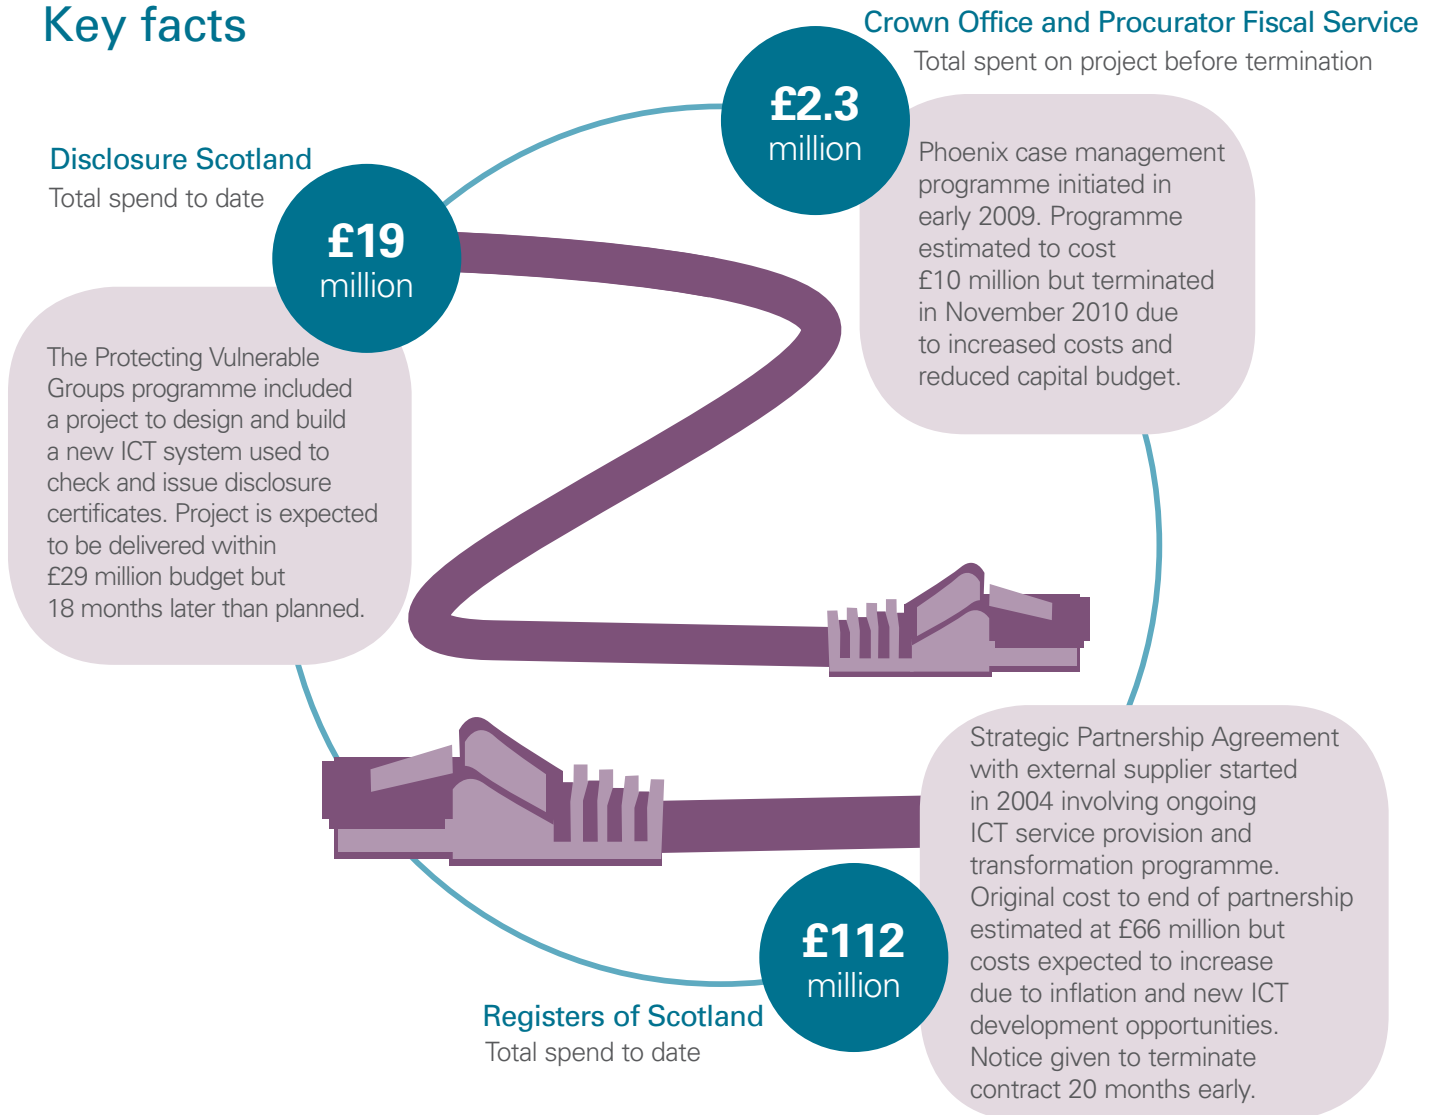 Key facts
Crown Office and Procurator Fiscal Service
Total spent on project before termination
£2.3
million
Phoenix case management
programme initiated in
early 2009. Programme
estimated to cost
£10 million but terminated
in November 2010 due
to increased costs and
reduced capital budget.
Disclosure Scotland
Total spend to date
£19
million
The Protecting Vulnerable
Groups programme included
a project to design and build
a new ICT system used to
check and issue disclosure
certificates. Project is expected
to be delivered within
£29 million budget but
18 months later than planned.
Strategic Partnership Agreement
with external supplier started
in 2004 involving ongoing
ICT service provision and
transformation programme.
Original cost to end of partnership
estimated at £66 million but
costs expected to increase
due to inflation and new ICT
development opportunities.
Notice given to terminate
contract 20 months early.
£112
million
Registers of Scotland
Total spend to date